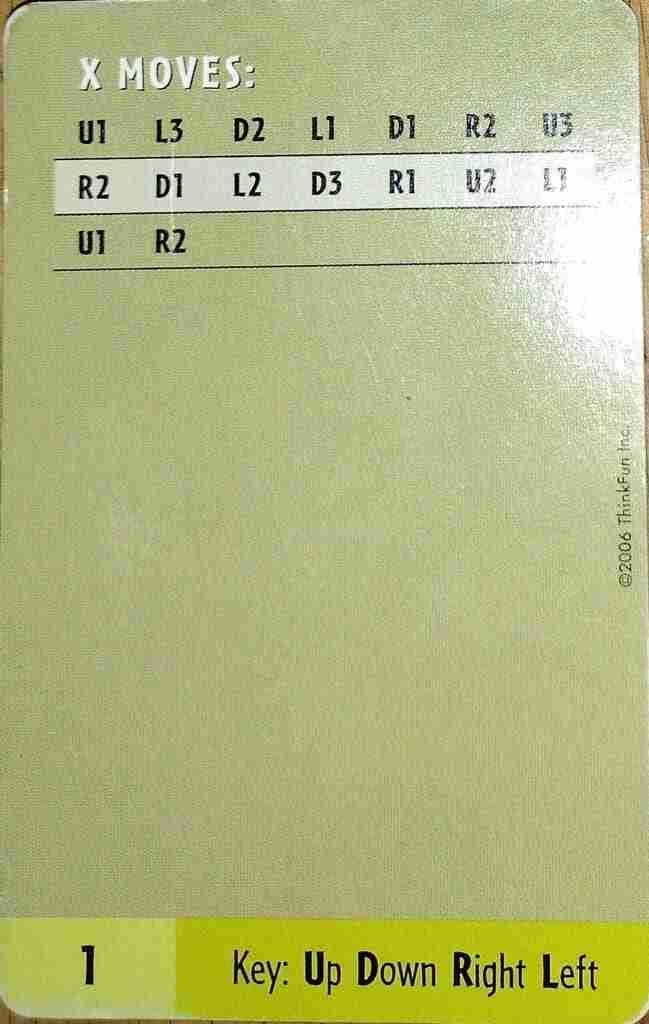 X MOVES:
U1 L3 D2 L1 D1 R2 U3
R2 D1 L2 D3 R1 U2 L1
U1 R2
©2006 ThinkFun Inc.
1
Key: Up Down Right Left